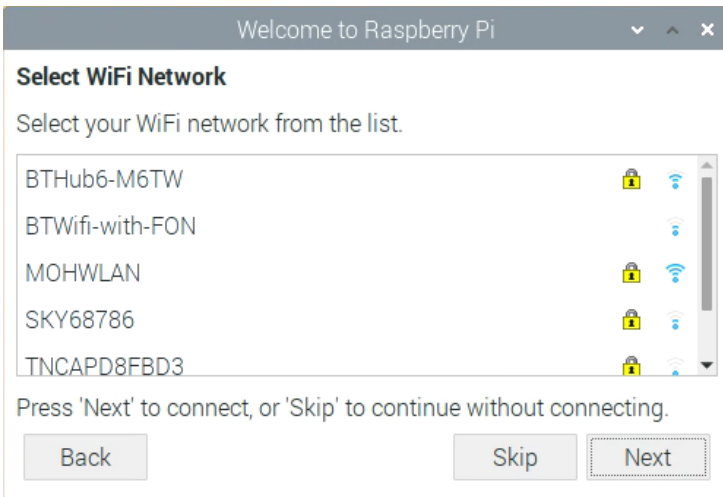 Welcome to Raspberry Pi
Select WiFi Network
Select your WiFi network from the list.
BTHub6-M6TW
BTWifi-with-FON
MOHWLAN
SKY68786
TNCAPD8FBD3
Press 'Next' to connect, or 'Skip' to continue without connecting.
Back Skip Next